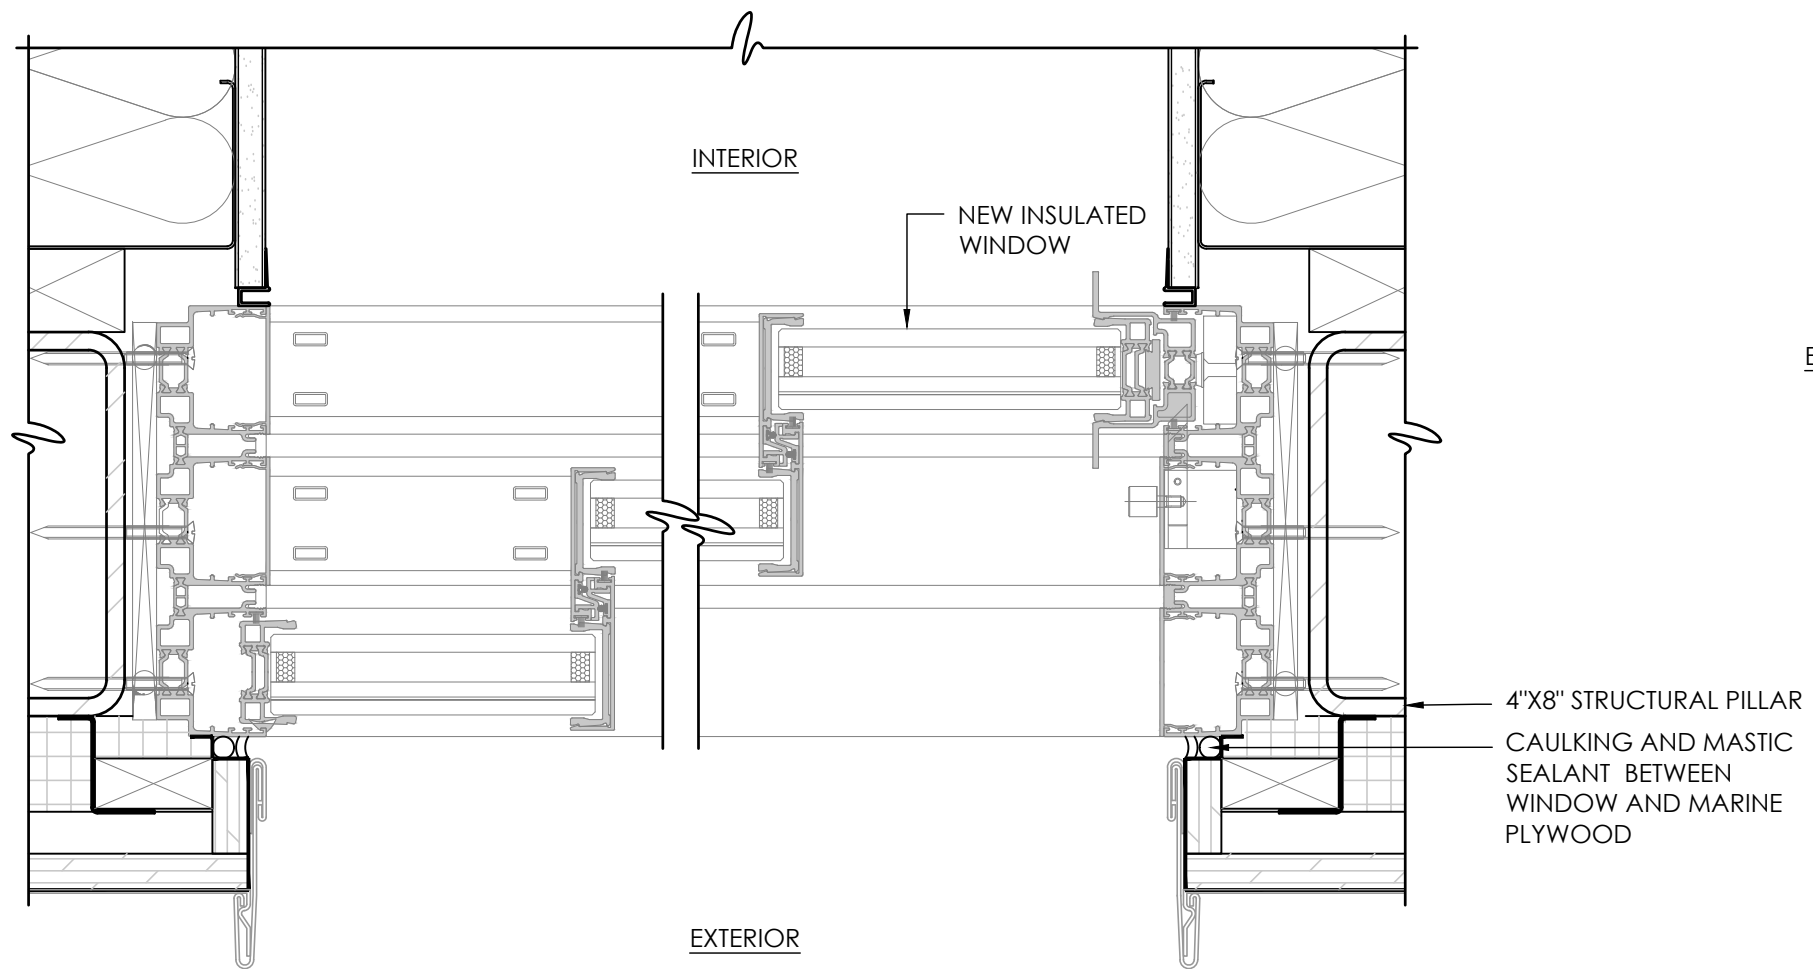 INTERIOR
NEW INSULATED
WINDOW
4"X8" STRUCTURAL PILLAR
CAULKING AND MASTIC
SEALANT BETWEEN
WINDOW AND MARINE
PLYWOOD
EXTERIOR